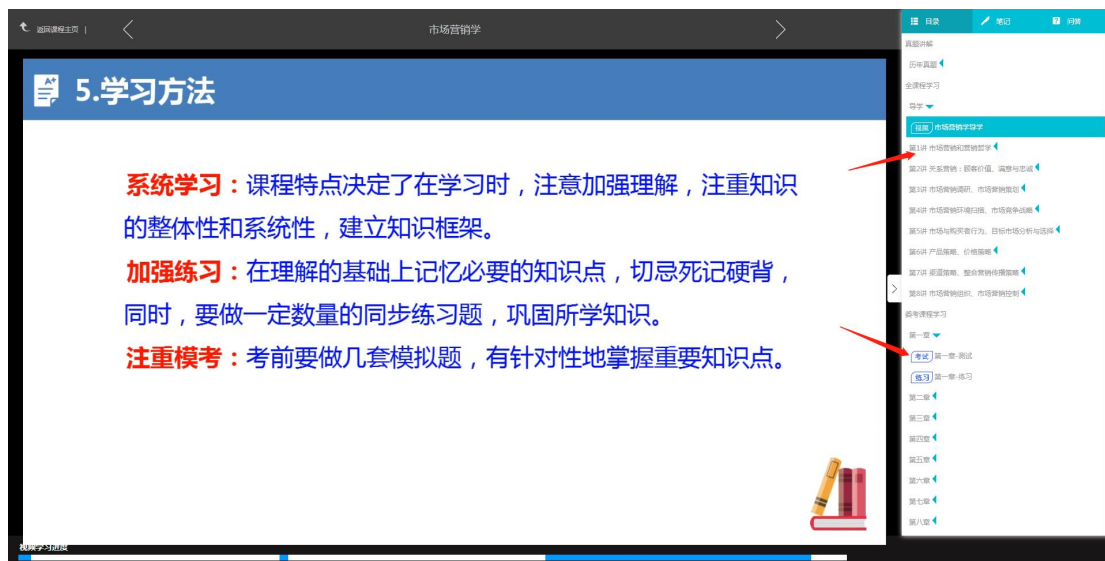 返回课程主页 |
市场营销学
目录 笔记 问答
5.学习方法
系统学习：课程特点决定了在学习时，注意加强理解，注重知识
的整体性和系统性，建立知识框架。
加强练习：在理解的基础上记忆必要的知识点，切忌死记硬背，
同时，要做一定数量的同步练习题，巩固所学知识。
注重模考：考前要做几套模拟题，有针对性地掌握重要知识点。
视频学习进度
真题讲解
历年真题
全课程学习
导学
视频 市场营销学导学
第1讲 市场营销和营销哲学
第2讲 关系营销：顾客价值、满意与忠诚
第3讲 市场营销调研、市场营销策划
第4讲 市场营销环境扫描、市场竞争战略
第5讲 市场与购买者行为、目标市场分析与选择
第6讲 产品策略、价格策略
第7讲 渠道策略、整合营销传播策略
第8讲 市场营销组织、市场营销控制
课程学习
第一章
考试 第一章-测试
练习 第一章-练习
第二章
第三章
第四章
第五章
第六章
第七章
第八章